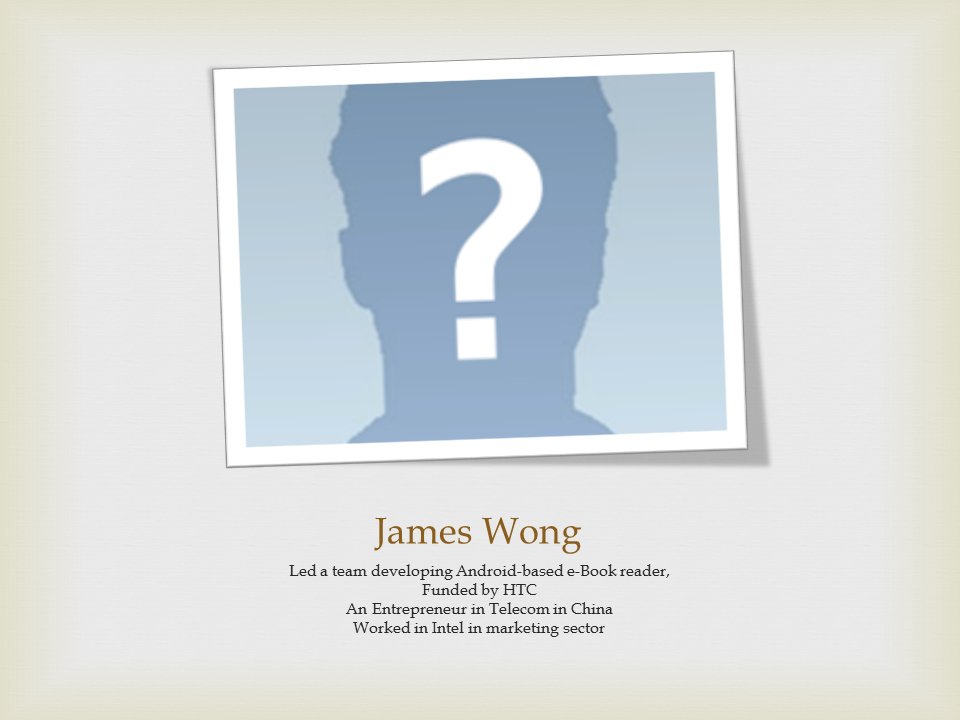 ?
James Wong
Led a team developing Android-based e-Book reader,
Funded by HTC
An Entrepreneur in Telecom in China
Worked in Intel in marketing sector